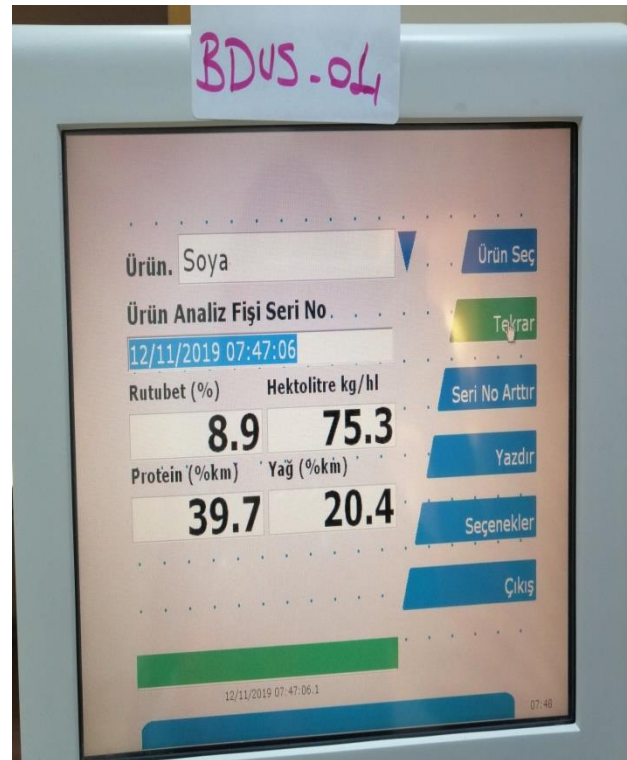 BDUS-04
Ürün. Soya
Ürün Seç
Ürün Analiz Fişi Seri No
Tekrar
12/11/2019 07:47:06
Rutubet (%) Hektolitre kg/hl
Seri No Arttır
8.9 75.3
Protein (%km) Yağ (%km)
Yazdır
39.7 20.4
Seçenekler
Çıkış
12/11/2019 07:47:06.1
07:48